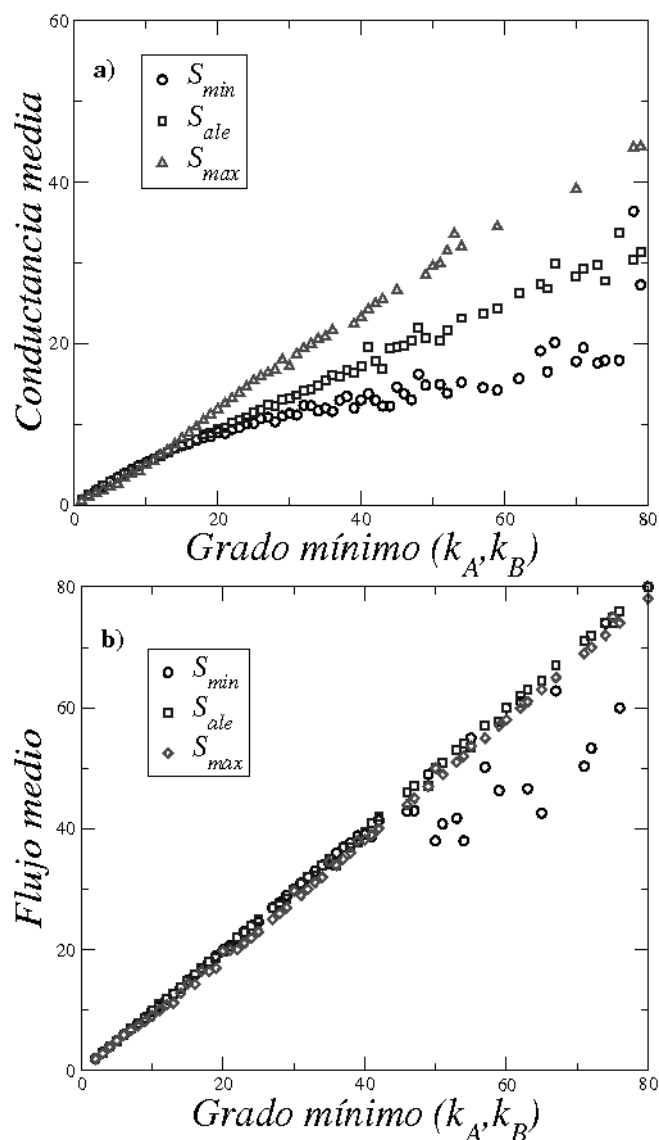 60
a)
S_min
S_ale
S_max
40
20
0
Conductancia media
0 20 40 60 80
Grado mínimo (k_A,k_B)
80
b)
S_min
S_ale
S_max
60
40
20
0
Flujo medio
0 20 40 60 80
Grado mínimo (k_A,k_B)